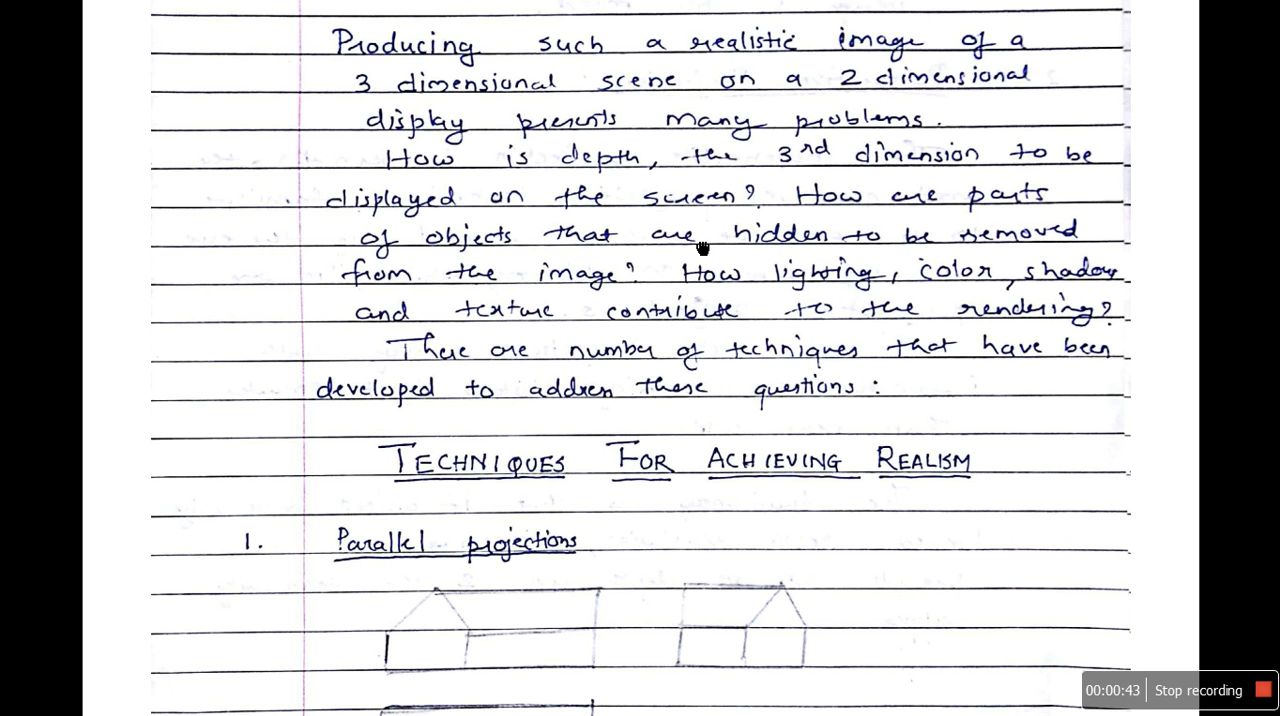 Producing such a realistic image of a
3 dimensional scene on a 2 dimensional
display presents many problems.
How is depth, the 3rd dimension to be
displayed on the screen? How are parts
of objects that are hidden to be removed
from the image? How lighting, color, shadow
and texture contribute to the rendering?
There are number of techniques that have been
developed to address these questions:
TECHNIQUES FOR ACHIEVING REALISM
1. Parallel projections
00:00:43 Stop recording